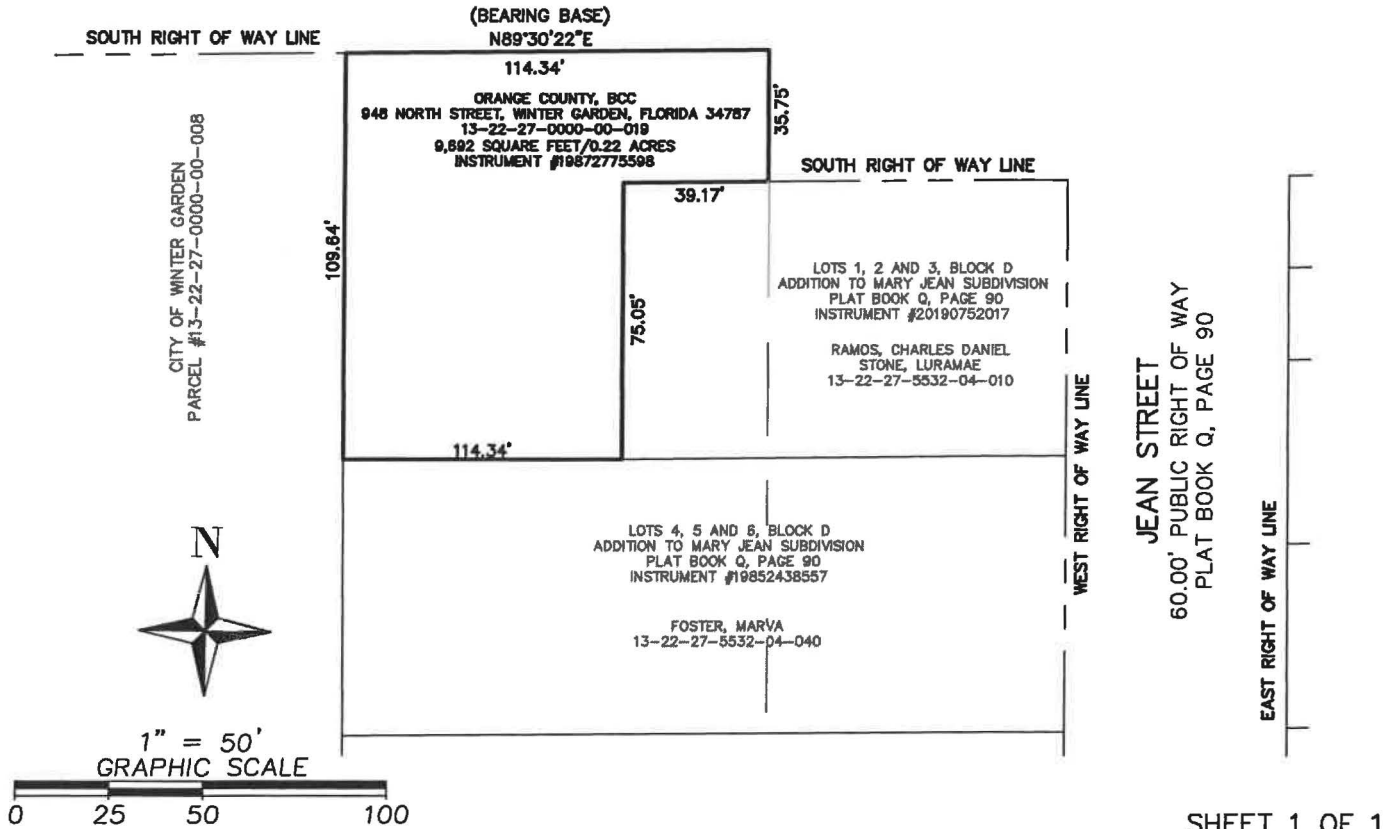 (BEARING BASE)
SOUTH RIGHT OF WAY LINE
N89°30'22"E
114.34'
ORANGE COUNTY, BCC
948 NORTH STREET, WINTER GARDEN, FLORIDA 34787
13-22-27-0000-00-019
9,692 SQUARE FEET/0.22 ACRES
INSTRUMENT #19872775598
35.75'
CITY OF WINTER GARDEN
PARCEL #13-22-27-0000-00-008
109.64'
SOUTH RIGHT OF WAY LINE
39.17'
75.05'
LOTS 1, 2 AND 3, BLOCK D
ADDITION TO MARY JEAN SUBDIVISION
PLAT BOOK Q, PAGE 90
INSTRUMENT #20190752017
RAMOS, CHARLES DANIEL
STONE, LURAMAE
13-22-27-5532-04-010
114.34'
WEST RIGHT OF WAY LINE
JEAN STREET
60.00' PUBLIC RIGHT OF WAY
PLAT BOOK Q, PAGE 90
EAST RIGHT OF WAY LINE
LOTS 4, 5 AND 6, BLOCK D
ADDITION TO MARY JEAN SUBDIVISION
PLAT BOOK Q, PAGE 90
INSTRUMENT #19852438557
FOSTER, MARVA
13-22-27-5532-04-040
N
1" = 50'
GRAPHIC SCALE
0 25 50 100
SHEET 1 OF 1